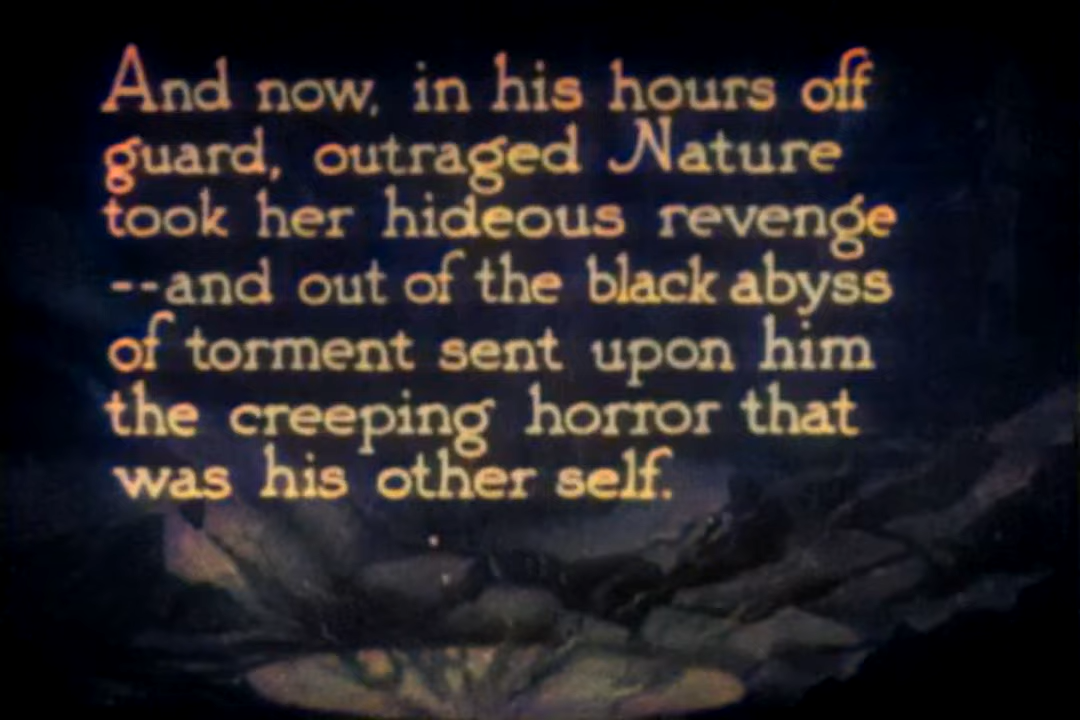 And now, in his hours off
guard, outraged Nature
took her hideous revenge
--and out of the black abyss
of torment sent upon him
the creeping horror that
was his other self.